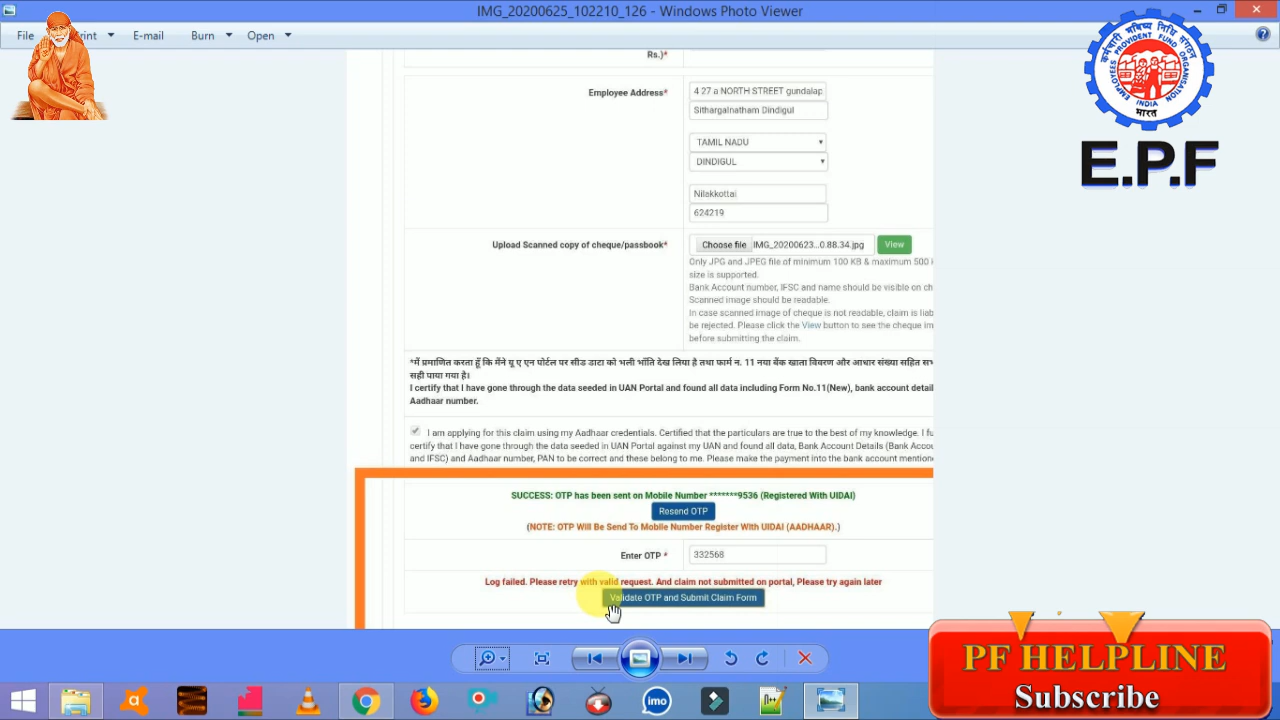 IMG_20200625_102210_126 - Windows Photo Viewer
File
Print
E-mail
Burn
Open
कर्मचारी भविष्य निधि संगठन
EMPLOYEES' PROVIDENT FUND ORGANISATION
INDIA
भारत
E.P.F
Rs.)*
Employee Address*
4 27 a NORTH STREET gundalap
Sithargalnatham Dindigul
TAMIL NADU
DINDIGUL
Nilakkottai
624219
Upload Scanned copy of cheque/passbook*
Choose file IMG_20200623...0.88.34.jpg View
Only JPG and JPEG file of minimum 100 KB & maximum 500
size is supported.
Bank Account number, IFSC and name should be visible on ch
Scanned image should be readable.
In case scanned image of cheque is not readable, claim is liab
be rejected. Please click the View button to see the cheque im
before submitting the claim.
*में प्रमाणित करता हूँ कि मैंने यू ए एन पोर्टल पर सीड डाटा को भली भाँति देख लिया है तथा फार्म न. 11 नया बैंक खाता विवरण और आधार संख्या सहित सभ
सही पाया गया है।
I certify that I have gone through the data seeded in UAN Portal and found all data including Form No.11(New), bank account detail
Aadhaar number.
I am applying for this claim using my Aadhaar credentials. Certified that the particulars are true to the best of my knowledge. I fu
certify that I have gone through the data seeded in UAN Portal against my UAN and found all data, Bank Account Details (Bank Acco
and IFSC) and Aadhaar number, PAN to be correct and these belong to me. Please make the payment into the bank account mention
SUCCESS: OTP has been sent on Mobile Number *******9536 (Registered With UIDAI)
Resend OTP
(NOTE: OTP Will Be Send To Mobile Number Register With UIDAI (AADHAAR).)
Enter OTP *
332568
Log failed. Please retry with valid request. And claim not submitted on portal, Please try again later
Validate OTP and Submit Claim Form
imo
PF HELPLINE
Subscribe